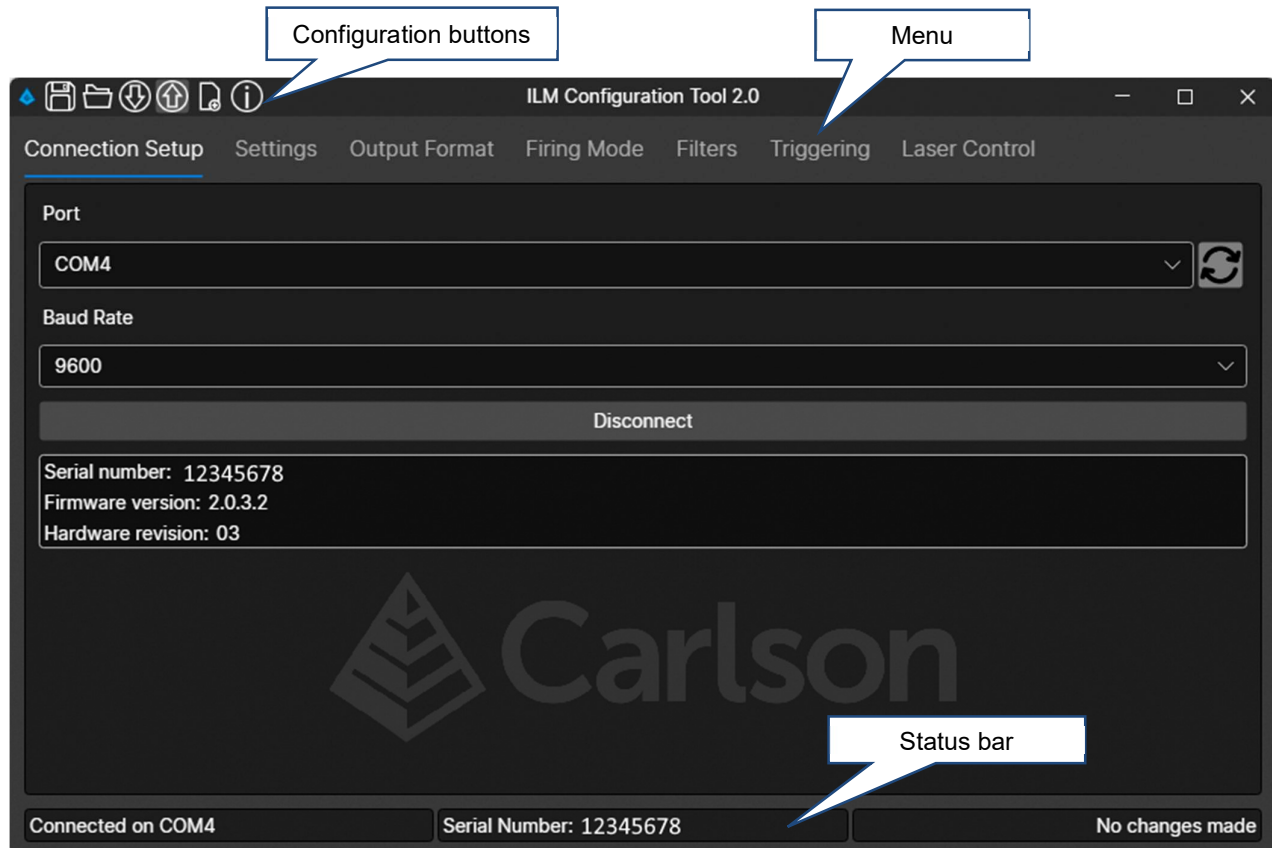 Configuration buttons
Menu
ILM Configuration Tool 2.0
Connection Setup Settings Output Format Firing Mode Filters Triggering Laser Control
Port
COM4
Baud Rate
9600
Disconnect
Serial number: 12345678
Firmware version: 2.0.3.2
Hardware revision: 03
Carlson
Status bar
Connected on COM4 Serial Number: 12345678 No changes made